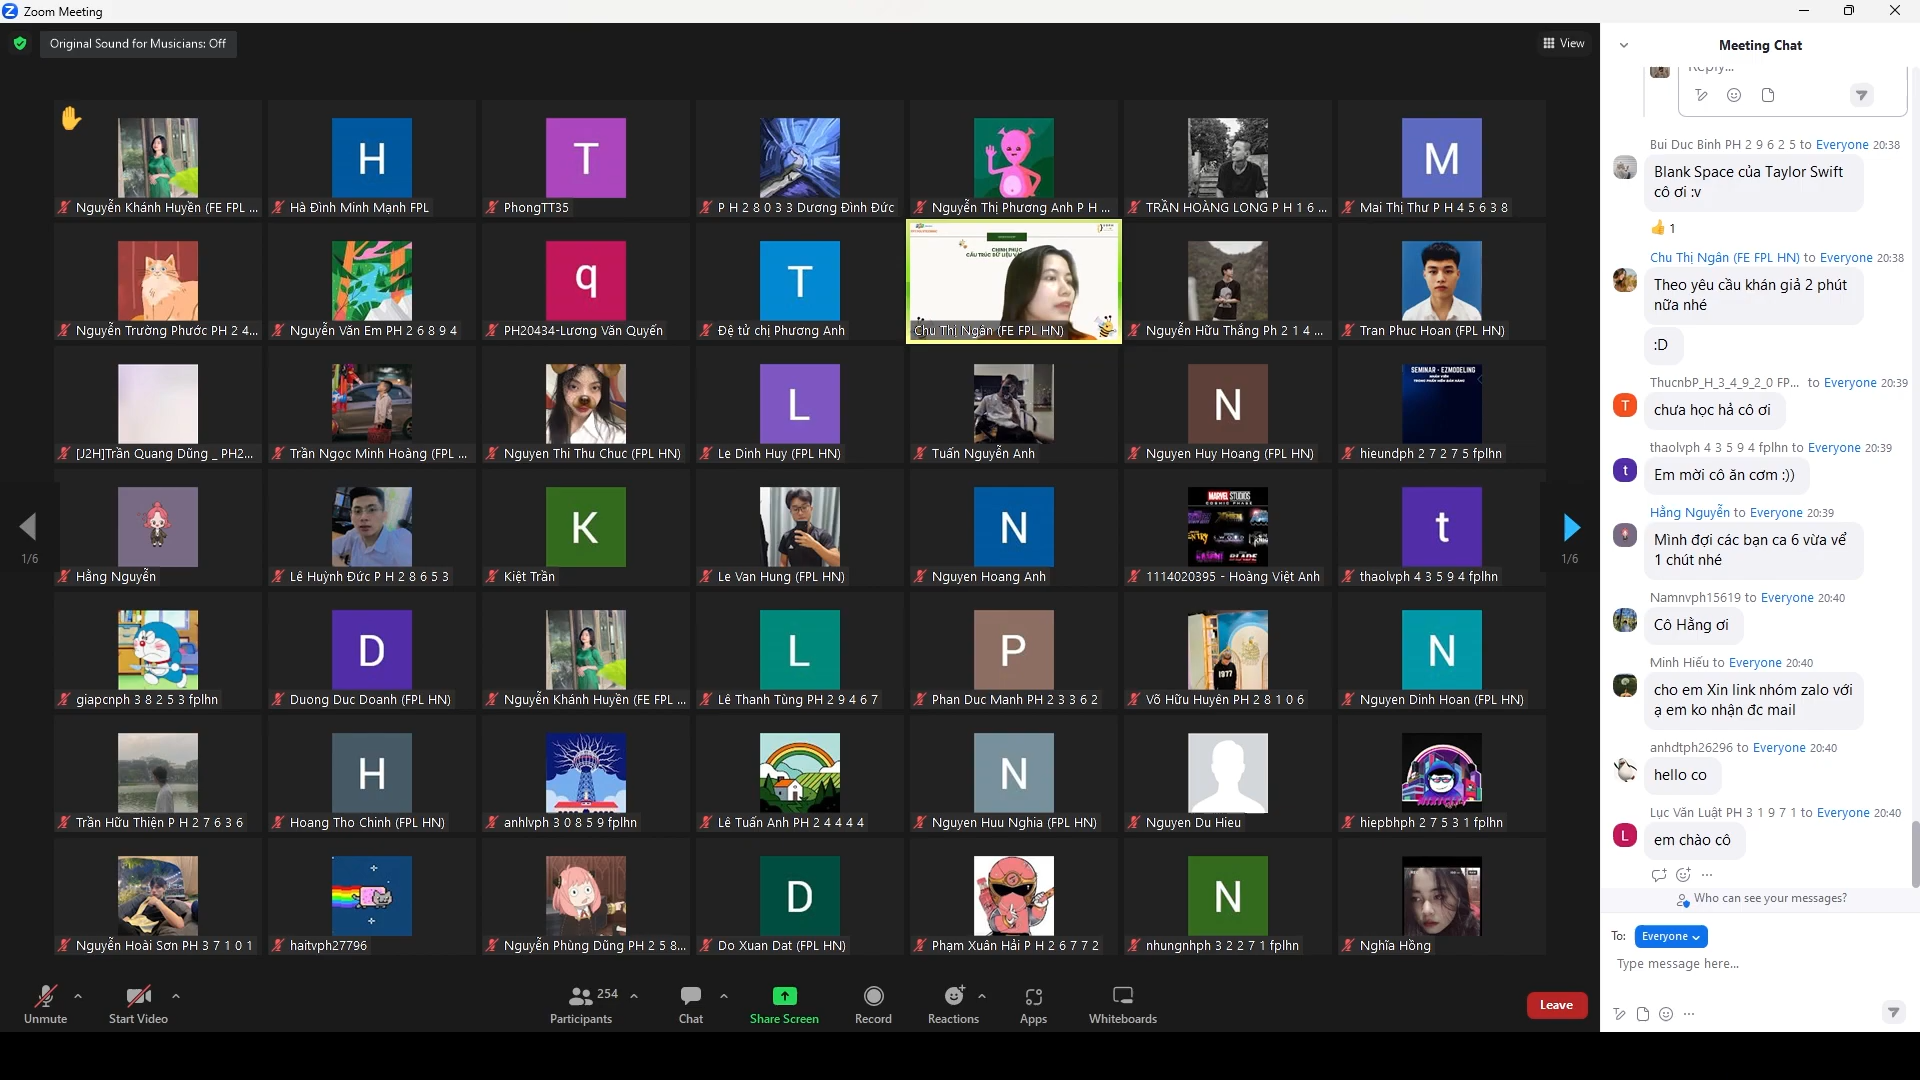 Zoom Meeting
Original Sound for Musicians: Off
View
Nguyễn Khánh Huyền (FE FPL ...
H
Hà Đình Minh Mạnh FPL
T
PhongTT35
P H 2 8 0 3 3 Dương Đình Đức
Nguyễn Thị Phương Anh P H ...
TRẦN HOÀNG LONG P H 1 6 ...
M
Mai Thị Thư P H 4 5 6 3 8
Nguyễn Trường Phước PH 2 4...
Nguyễn Văn Em PH 2 6 8 9 4
q
PH20434-Lương Văn Quyến
T
Đệ tử chị Phương Anh
CHINH PHỤC
Chu Thị Ngân (FE FPL HN)
Nguyễn Hữu Thắng Ph 2 1 4 ...
Tran Phuc Hoan (FPL HN)
[J2H]Trần Quang Dũng _ PH2...
Trần Ngọc Minh Hoàng (FPL ...
Nguyen Thi Thu Chuc (FPL HN)
L
Le Dinh Huy (FPL HN)
Tuấn Nguyễn Anh
N
Nguyen Huy Hoang (FPL HN)
SEMINAR - EZMODELING
hieundph 2 7 2 7 5 fplhn
1/6
Hằng Nguyễn
Lê Huỳnh Đức P H 2 8 6 5 3
K
Kiệt Trần
Le Van Hung (FPL HN)
N
Nguyen Hoang Anh
MARVEL STUDIOS
BLADE
1114020395 - Hoàng Việt Anh
t
thaolvph 4 3 5 9 4 fplhn
1/6
giapcnph 3 8 2 5 3 fplhn
D
Duong Duc Doanh (FPL HN)
Nguyễn Khánh Huyền (FE FPL ...
L
Lê Thanh Tùng PH 2 9 4 6 7
P
Phan Duc Manh PH 2 3 3 6 2
1977
Võ Hữu Huyên PH 2 8 1 0 6
N
Nguyen Dinh Hoan (FPL HN)
Trần Hữu Thiện P H 2 7 6 3 6
H
Hoang Tho Chinh (FPL HN)
anhlvph 3 0 8 5 9 fplhn
Lê Tuấn Anh PH 2 4 4 4 4
N
Nguyen Huu Nghia (FPL HN)
Nguyen Du Hieu
hiepbhph 2 7 5 3 1 fplhn
Nguyễn Hoài Sơn PH 3 7 1 0 1
haitvph27796
Nguyễn Phùng Dũng PH 2 5 8...
D
Do Xuan Dat (FPL HN)
Phạm Xuân Hải P H 2 6 7 7 2
N
nhungnhph 3 2 2 7 1 fplhn
Nghĩa Hồng
Unmute
Start Video
254
Participants
Chat
Share Screen
Record
Reactions
Apps
Whiteboards
Leave
Meeting Chat
Reply...
Bui Duc Binh PH 2 9 6 2 5 to Everyone 20:38
Blank Space của Taylor Swift
cô ơi :v
1
Chu Thị Ngân (FE FPL HN) to Everyone 20:38
Theo yêu cầu khán giả 2 phút
nữa nhé
:D
ThucnbP_H_3_4_9_2_0 FP... to Everyone 20:39
T
chưa học hả cô ơi
thaolvph 4 3 5 9 4 fplhn to Everyone 20:39
t
Em mời cô ăn cơm :))
Hằng Nguyễn to Everyone 20:39
Mình đợi các bạn ca 6 vừa về
1 chút nhé
Namnvph15619 to Everyone 20:40
Cô Hằng ơi
Minh Hiếu to Everyone 20:40
cho em Xin link nhóm zalo với
ạ em ko nhận đc mail
anhdtph26296 to Everyone 20:40
hello co
Lục Văn Luật PH 3 1 9 7 1 to Everyone 20:40
L
em chào cô
Who can see your messages?
To: Everyone
Type message here...